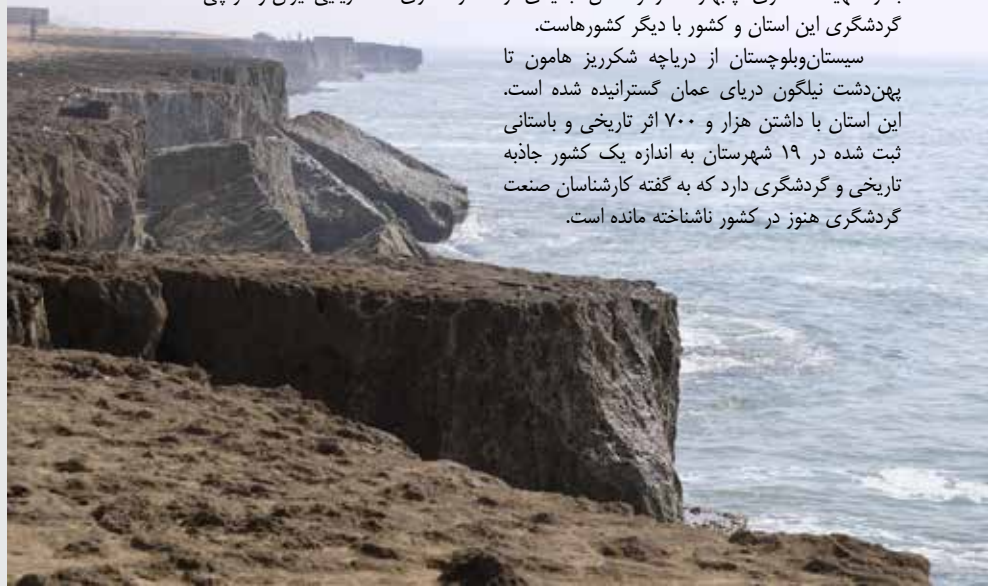 گردشگری این استان و کشور با دیگر کشورهاست.
سیستان‌وبلوچستان از دریاچه شکرریز هامون تا
پهن‌دشت نیلگون دریای عمان گسترانیده شده است.
این استان با داشتن هزار و ۷۰۰ اثر تاریخی و باستانی
ثبت شده در ۱۹ شهرستان به اندازه یک کشور جاذبه
تاریخی و گردشگری دارد که به گفته کارشناسان صنعت
گردشگری هنوز در کشور ناشناخته مانده است.